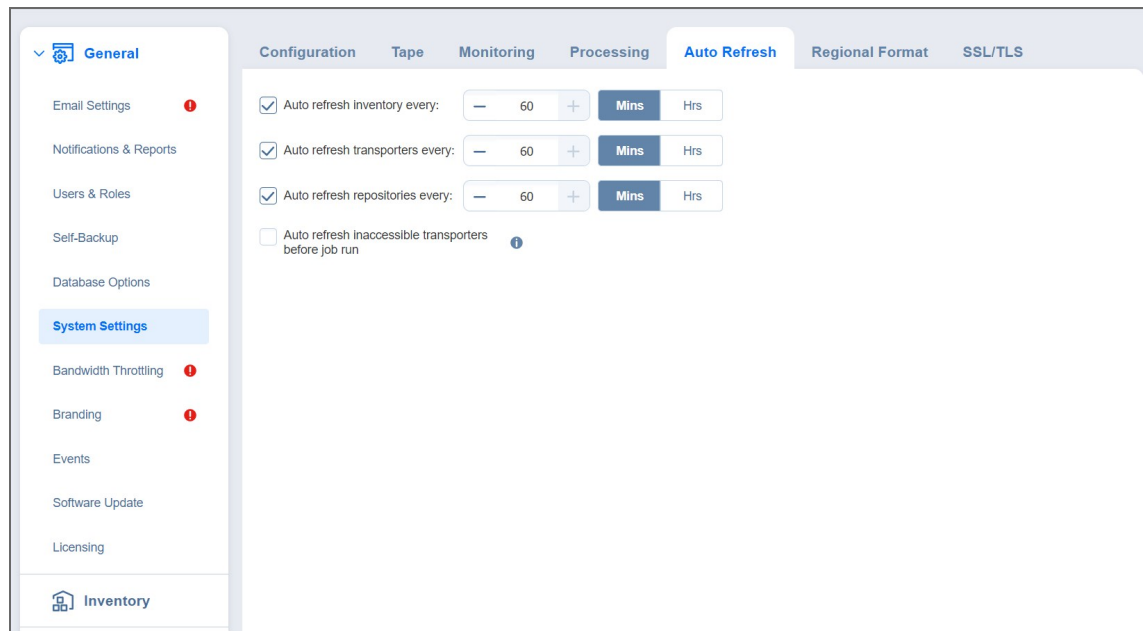 General
Email Settings
Notifications & Reports
Users & Roles
Self-Backup
Database Options
System Settings
Bandwidth Throttling
Branding
Events
Software Update
Licensing
Inventory
Configuration Tape Monitoring Processing Auto Refresh Regional Format SSL/TLS
Auto refresh inventory every: 60 Mins Hrs
Auto refresh transporters every: 60 Mins Hrs
Auto refresh repositories every: 60 Mins Hrs
Auto refresh inaccessible transporters
before job run